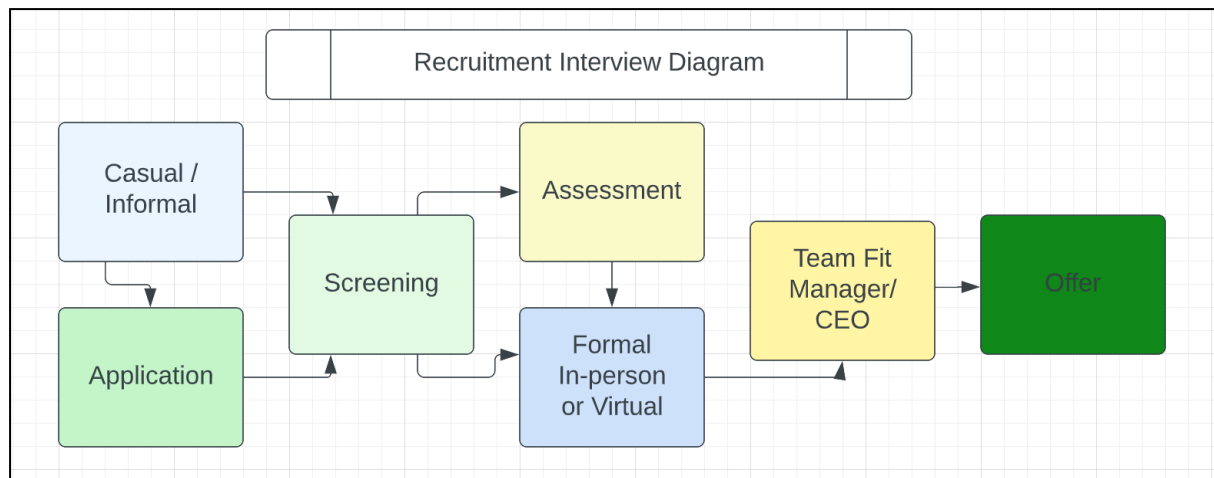 Recruitment Interview Diagram
Casual /
Informal
Application
Screening
Assessment
Formal
In-person
or Virtual
Team Fit
Manager/
CEO
Offer